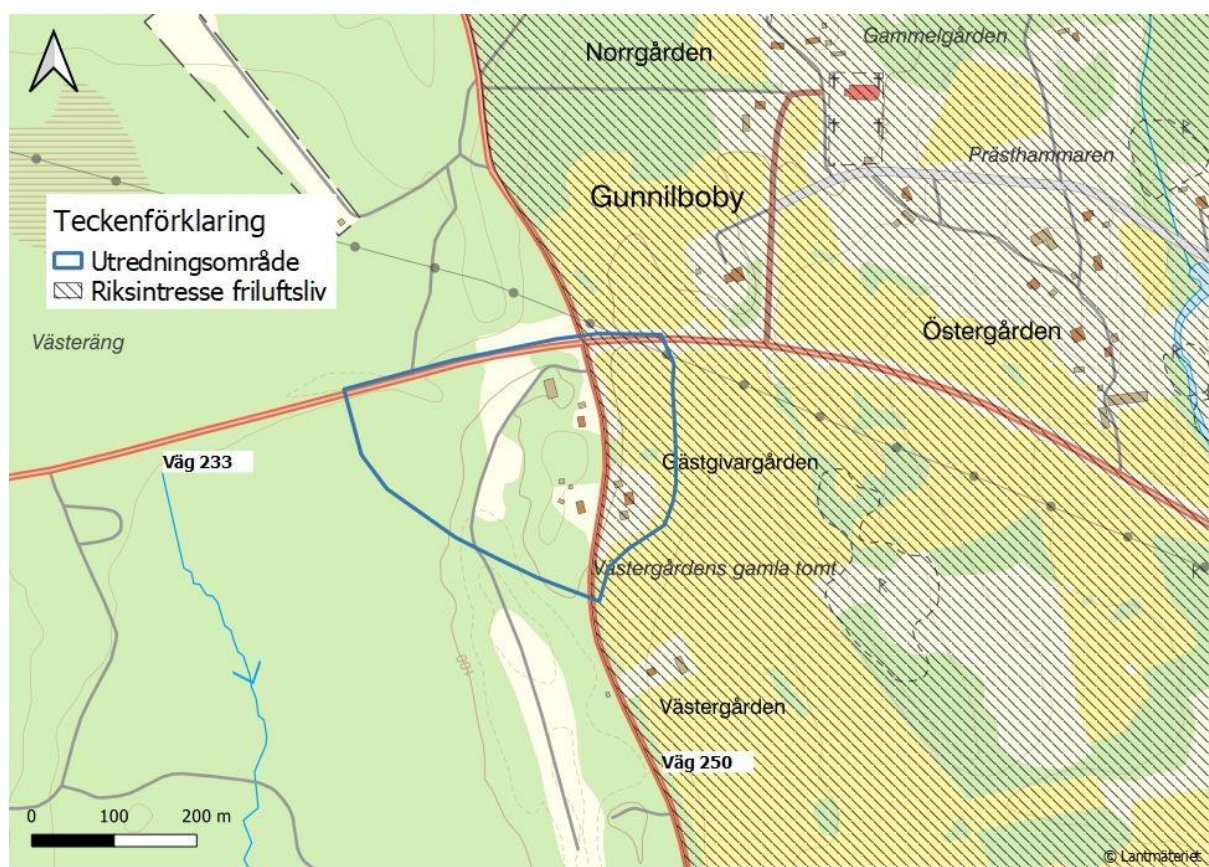 Gammelgården
Norrgården
Prästhammaren
Gunnilboby
Teckenförklaring
Utredningsområde
Riksintresse friluftsliv
Västeräng
Östergården
Väg 233
Gästgivargården
Västergårdens gamla tomt
100
Västergården
Väg 250
0 100 200 m
© Lantmäteriet